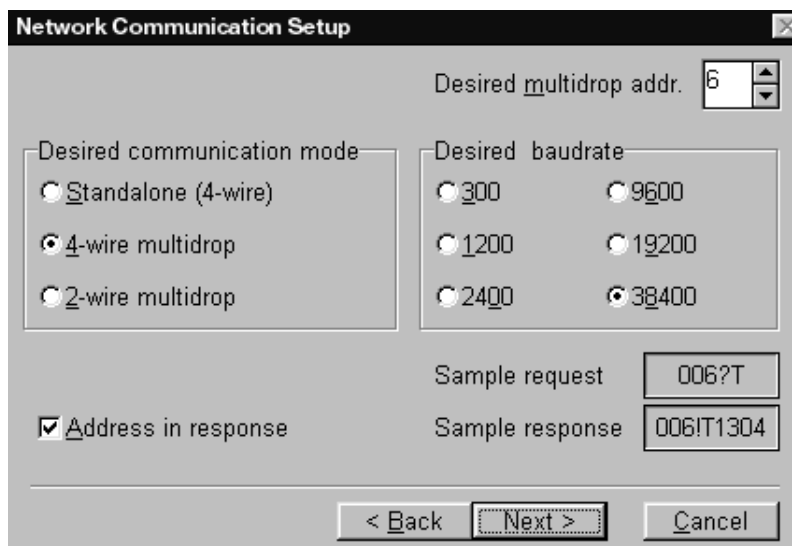 Network Communication Setup
Desired multidrop addr. 6
Desired communication mode
Standalone (4-wire)
4-wire multidrop
2-wire multidrop
Desired baudrate
300 9600
1200 19200
2400 38400
Sample request 006?T
Address in response
Sample response 006!T1304
< Back Next > Cancel